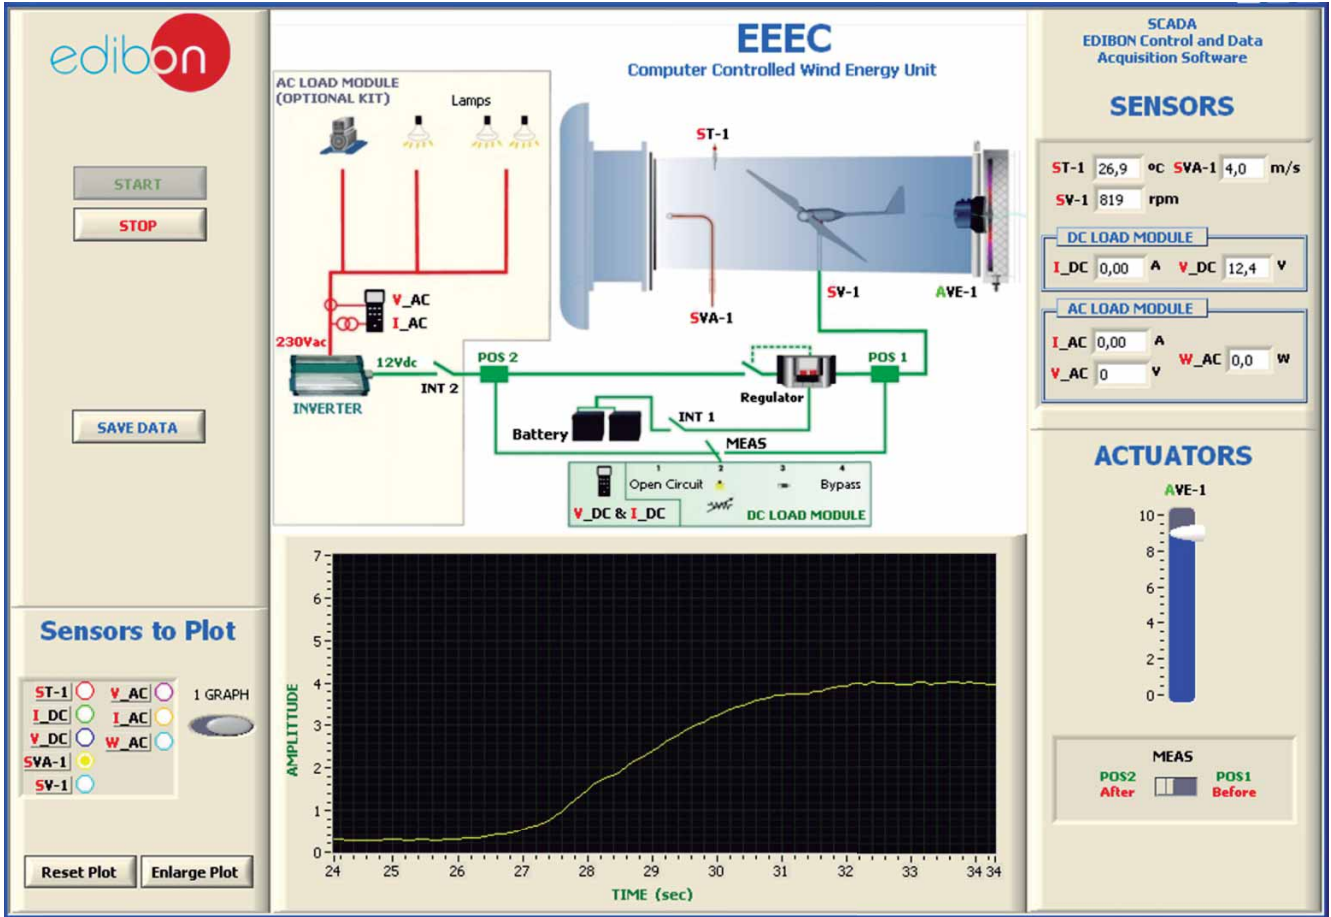 edibon
START
STOP
SAVE DATA
Sensors to Plot
ST-1
I_DC
V_DC
SVA-1
SV-1
V_AC
I_AC
W_AC
1 GRAPH
Reset Plot
Enlarge Plot
EEEC
Computer Controlled Wind Energy Unit
AC LOAD MODULE
(OPTIONAL KIT)
Lamps
ST-1
SVA-1
SV-1
AVE-1
V_AC
I_AC
230Vac
12Vdc
INVERTER
INT 2
POS 2
POS 1
Regulator
INT 1
Battery
MEAS
1 2 3 4
Open Circuit
Bypass
V_DC & I_DC
DC LOAD MODULE
AMPLITTUDE
7
6
5
4
3
2
1
0
24 25 26 27 28 29 30 31 32 33 34 34
TIME (sec)
SCADA
EDIBON Control and Data
Acquisition Software
SENSORS
ST-1 26,9 ºC SVA-1 4,0 m/s
SV-1 819 rpm
DC LOAD MODULE
I_DC 0,00 A V_DC 12,4 V
AC LOAD MODULE
I_AC 0,00 A
V_AC 0 V
W_AC 0,0 W
ACTUATORS
AVE-1
10
8
6
4
2
0
MEAS
POS2
After
POS1
Before